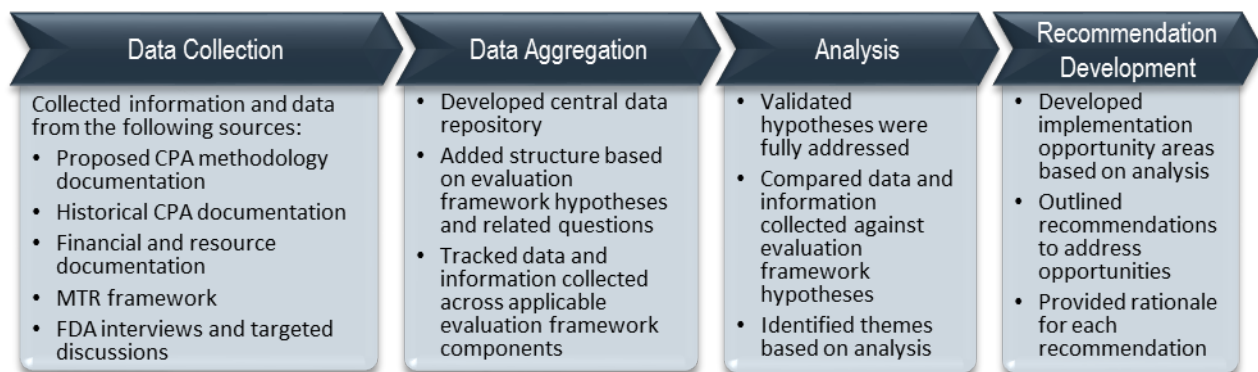 Data Collection
Collected information and data
from the following sources:
• Proposed CPA methodology
documentation
• Historical CPA documentation
• Financial and resource
documentation
• MTR framework
• FDA interviews and targeted
discussions
Data Aggregation
• Developed central data
repository
• Added structure based
on evaluation
framework hypotheses
and related questions
• Tracked data and
information collected
across applicable
evaluation framework
components
Analysis
• Validated
hypotheses were
fully addressed
• Compared data and
information
collected against
evaluation
framework
hypotheses
• Identified themes
based on analysis
Recommendation
Development
• Developed
implementation
opportunity areas
based on analysis
• Outlined
recommendations
to address
opportunities
• Provided rationale
for each
recommendation